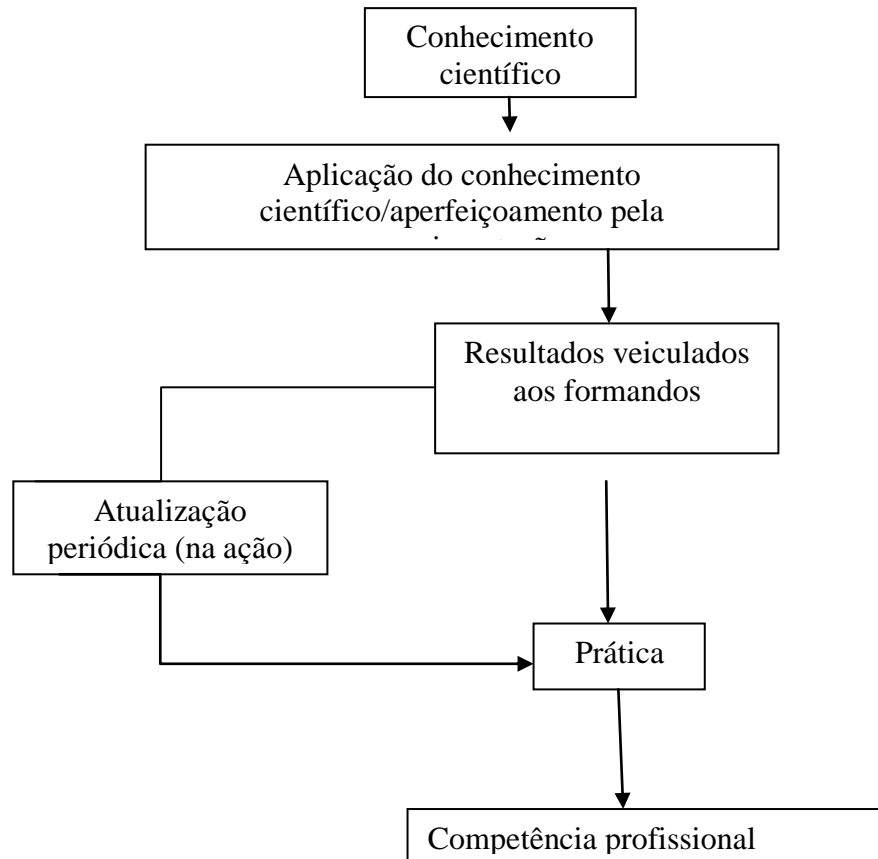 Conhecimento
científico
Aplicação do conhecimento
científico/aperfeiçoamento pela
Resultados veiculados
aos formandos
Atualização
periódica (na ação)
Prática
Competência profissional